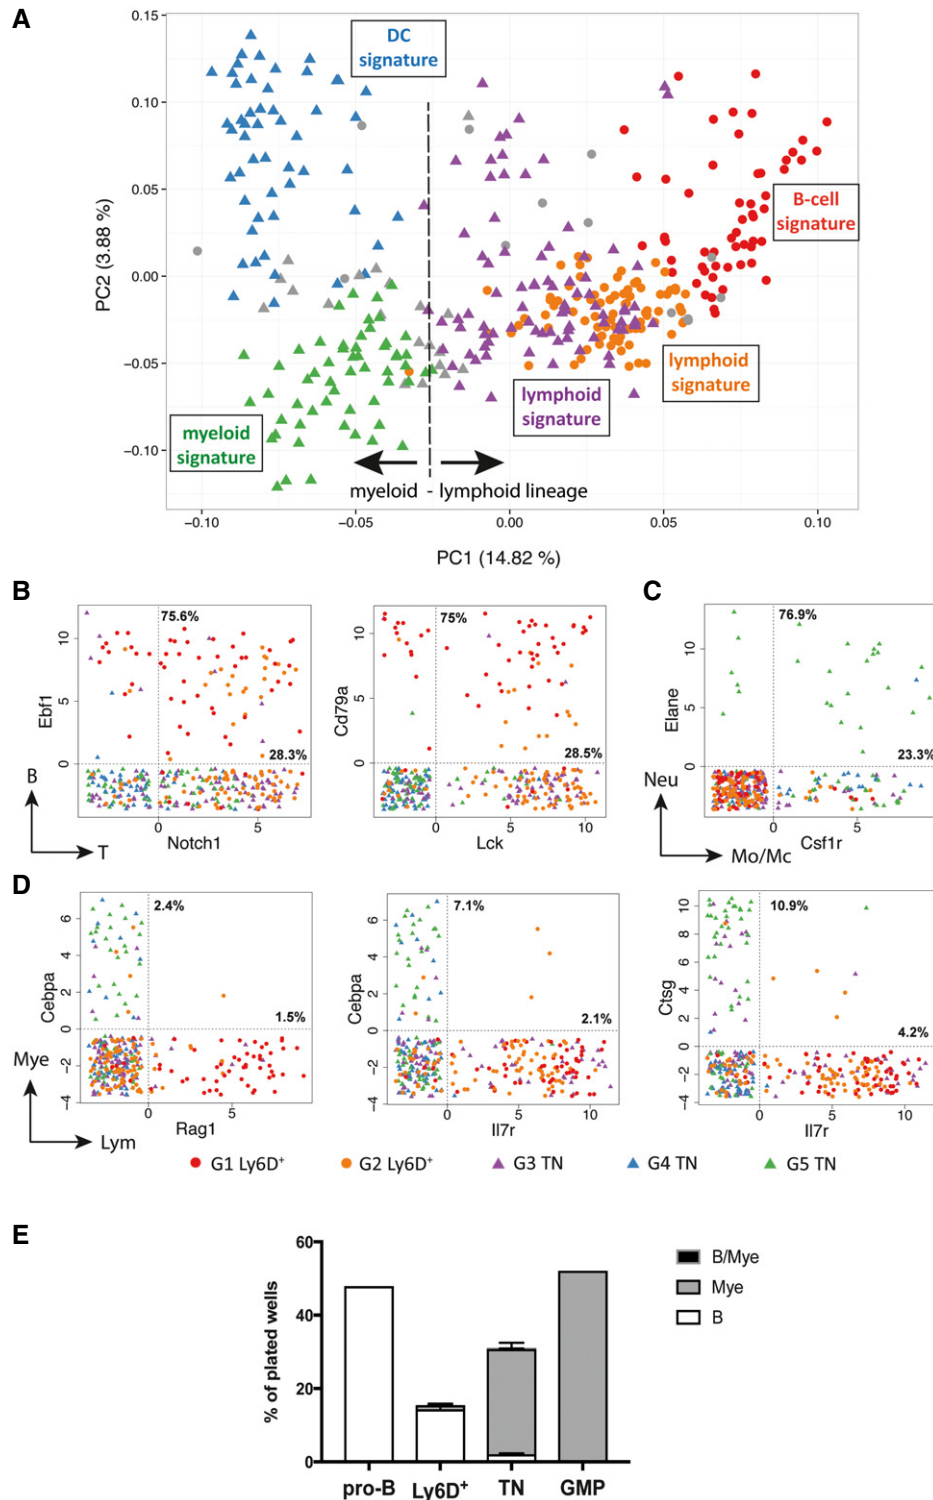 A
0.15
0.10
0.05
0.00
−0.05
−0.10
PC2 (3.88 %)
DC
signature
B-cell
signature
lymphoid
signature
lymphoid
signature
myeloid
signature
myeloid - lymphoid lineage
−0.10 −0.05 0.00 0.05 0.10
PC1 (14.82 %)
B
75.6%
28.3%
10
5
0
Ebf1
0 5
Notch1
B
T
75%
28.5%
10
5
0
Cd79a
0 5 10
Lck
C
76.9%
23.3%
10
5
0
Elane
0 5
Csf1r
Neu
Mo/Mc
D
2.4%
1.5%
6
4
2
0
−2
−4
Cebpa
0 5
Rag1
Mye
Lym
7.1%
2.1%
6
4
2
0
−2
−4
Cebpa
0 5 10
Il7r
10.9%
4.2%
10
8
6
4
2
0
−2
−4
Ctsg
0 5 10
Il7r
G1 Ly6D+ G2 Ly6D+ G3 TN G4 TN G5 TN
E
60
40
20
0
% of plated wells
pro-B Ly6D+ TN GMP
B/Mye
Mye
B